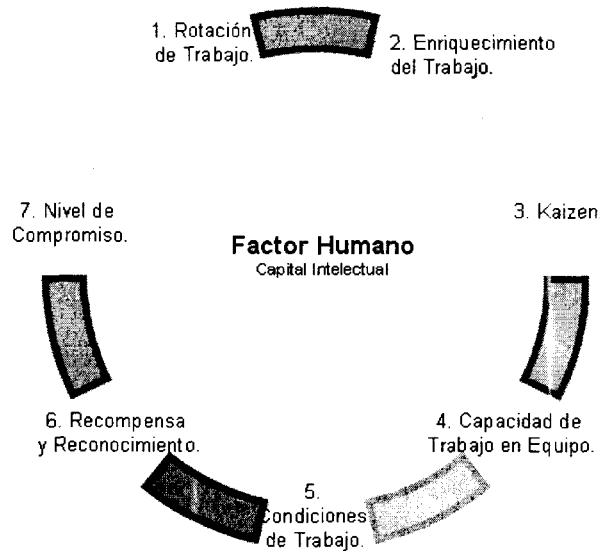 1. Rotación
de Trabajo.
2. Enriquecimiento
del Trabajo.
7. Nivel de
Compromiso.
3. Kaizen
Factor Humano
Capital Intelectual
6. Recompensa
y Reconocimiento.
4. Capacidad de
Trabajo en Equipo.
5.
Condiciones
de Trabajo.